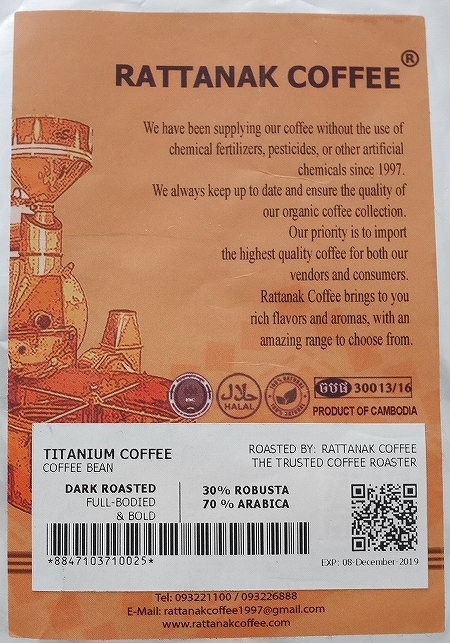 RATTANAK COFFEE®
We have been supplying our coffee without the use of
chemical fertilizers, pesticides, or other artificial
chemicals since 1997.
We always keep up to date and ensure the quality of
our organic coffee collection.
Our priority is to import
the highest quality coffee for both our
vendors and consumers.
Rattanak Coffee brings to you
rich flavors and aromas, with an
amazing range to choose from.
حلال
HALAL
100% NATURAL
30013/16
PRODUCT OF CAMBODIA
TITANIUM COFFEE
COFFEE BEAN
ROASTED BY: RATTANAK COFFEE
THE TRUSTED COFFEE ROASTER
DARK ROASTED
FULL-BODIED
& BOLD
30% ROBUSTA
70 % ARABICA
*8847103710025*
EXP: 08-December-2019
Tel: 093221100 / 093226888
E-Mail: rattanakcoffee1997@gmail.com
www.rattanakcoffee.com